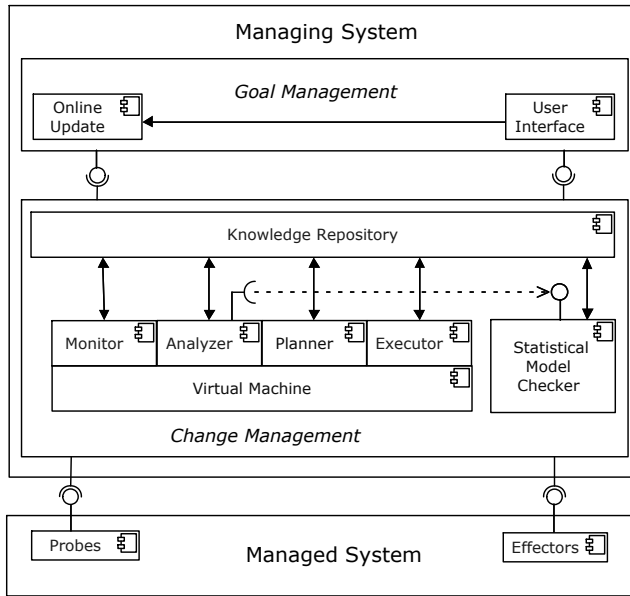 Managing System
Goal Management
Online
Update
User
Interface
Knowledge Repository
Monitor
Analyzer
Planner
Executor
Virtual Machine
Statistical
Model
Checker
Change Management
Probes
Effectors
Managed System